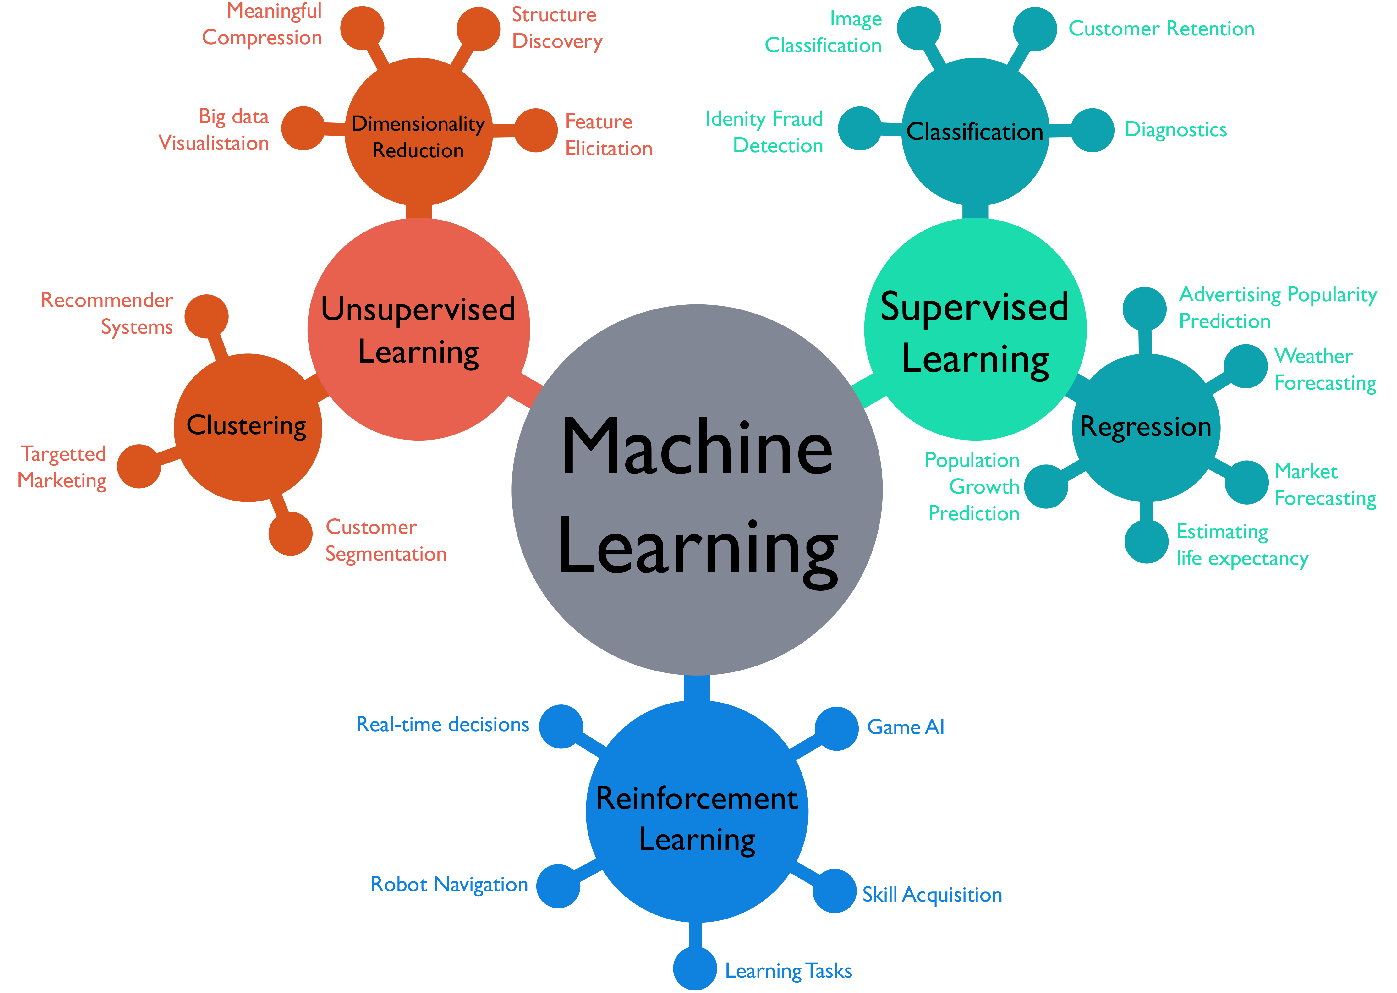 Meaningful
Compression
Structure
Discovery
Big data
Visualistaion
Dimensionality
Reduction
Feature
Elicitation
Image
Classification
Customer Retention
Idenity Fraud
Detection
Classification
Diagnostics
Unsupervised
Learning
Supervised
Learning
Recommender
Systems
Clustering
Targetted
Marketing
Customer
Segmentation
Advertising Popularity
Prediction
Weather
Forecasting
Regression
Population
Growth
Prediction
Market
Forecasting
Estimating
life expectancy
Machine
Learning
Real-time decisions
Game AI
Reinforcement
Learning
Robot Navigation
Skill Acquisition
Learning Tasks